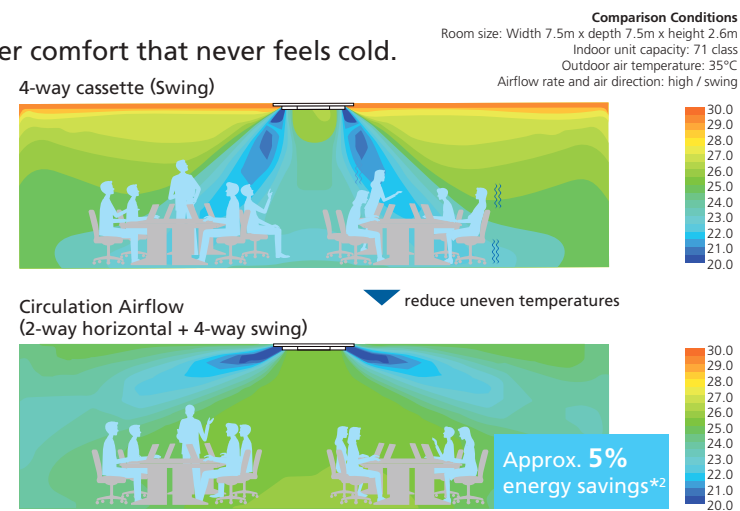 Comparison Conditions
Room size: Width 7.5m x depth 7.5m x height 2.6m
Indoor unit capacity: 71 class
Outdoor air temperature: 35°C
Airflow rate and air direction: high / swing
comfort that never feels cold.
4-way cassette (Swing)
30.0
29.0
28.0
27.0
26.0
25.0
24.0
23.0
22.0
21.0
20.0
reduce uneven temperatures
Circulation Airflow
(2-way horizontal + 4-way swing)
30.0
29.0
28.0
27.0
26.0
25.0
24.0
23.0
22.0
21.0
20.0
Approx. 5%
energy savings*2